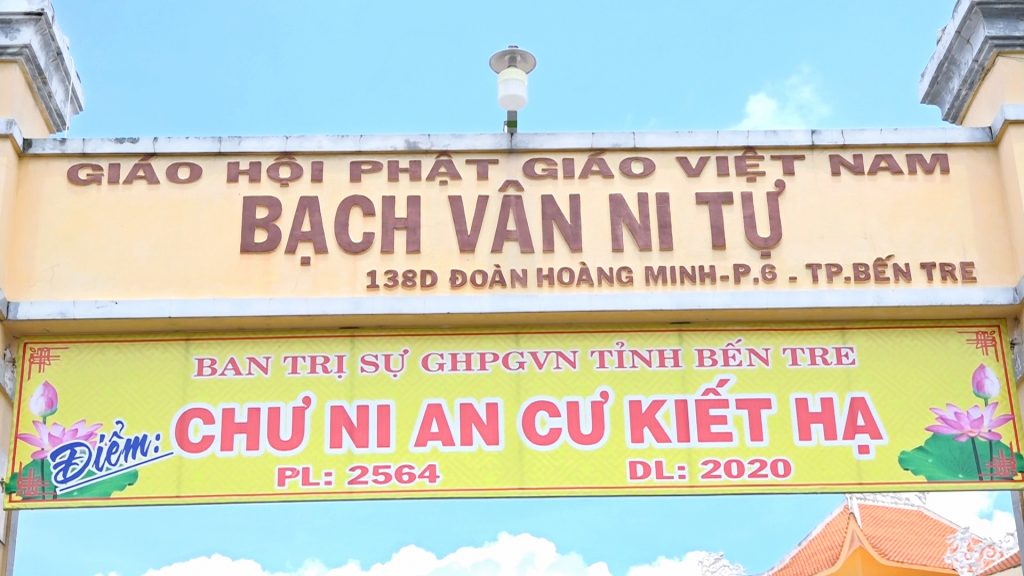 GIÁO HỘI PHẬT GIÁO VIỆT NAM
BẠCH VÂN NI TỰ
138D ĐOÀN HOÀNG MINH-P.6 - TP.BẾN TRE
BAN TRỊ SỰ GHPGVN TỈNH BẾN TRE
Điểm: CHƯ NI AN CƯ KIẾT HẠ
PL: 2564 DL: 2020